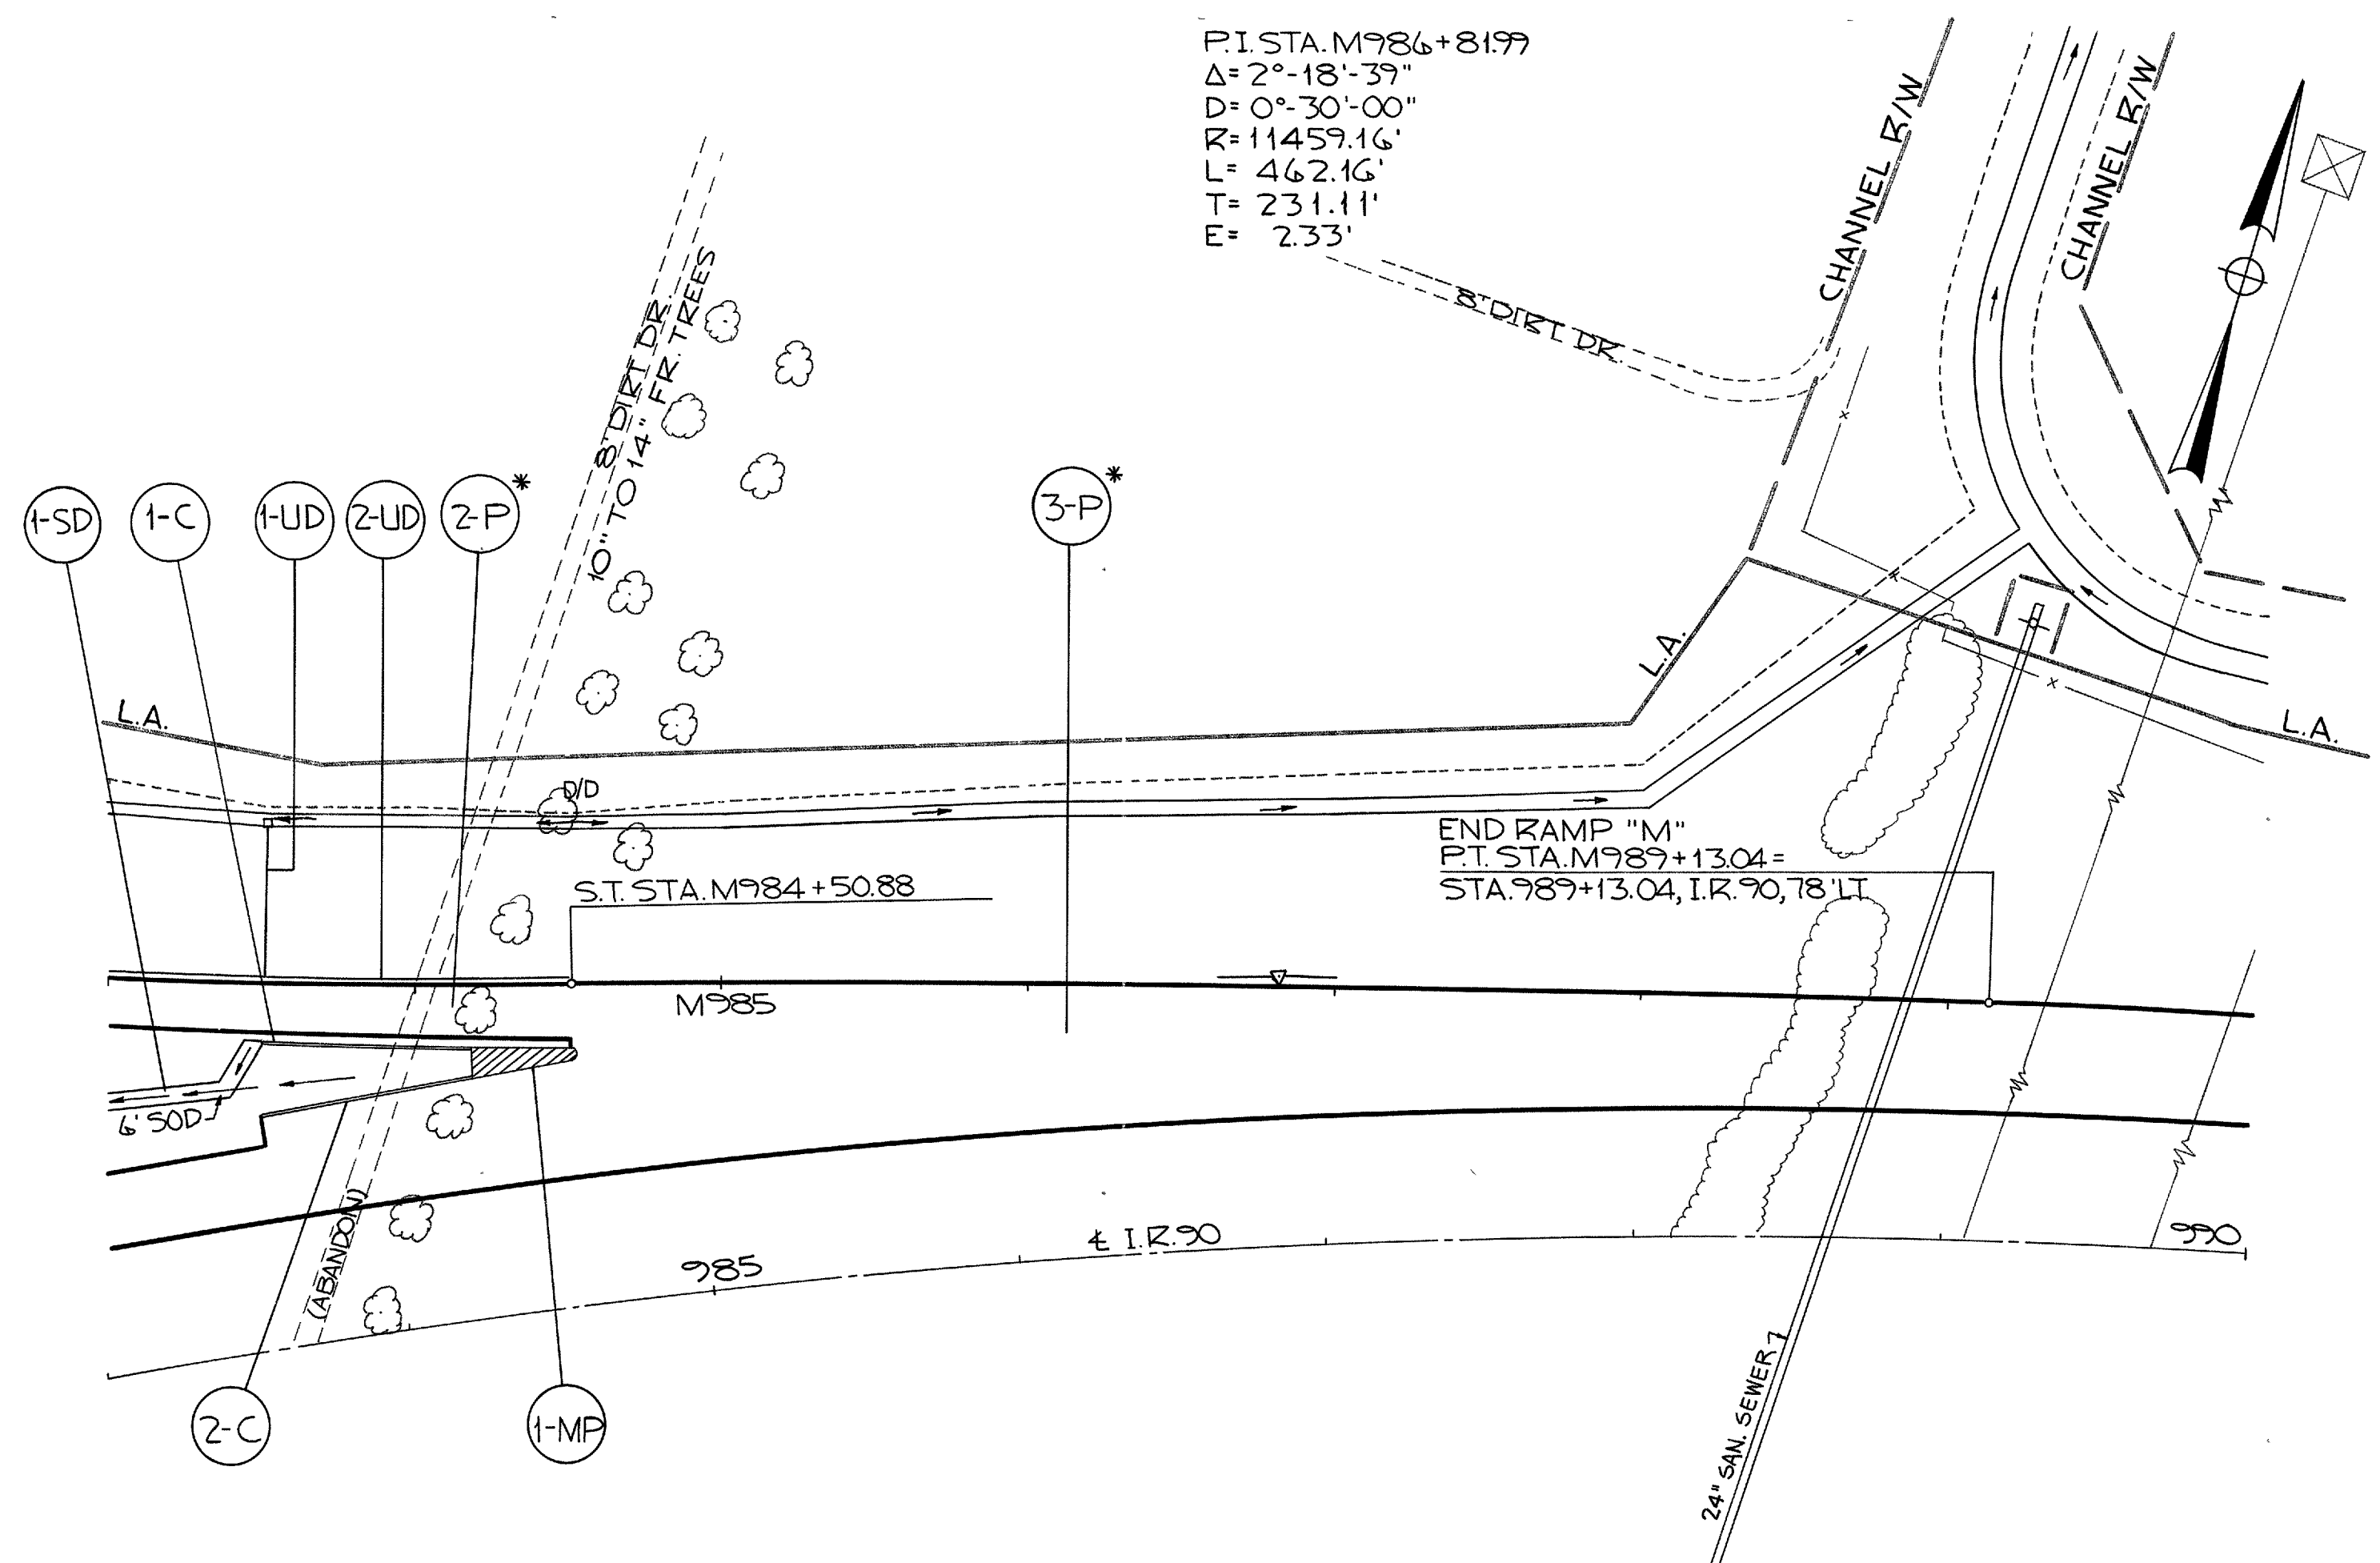 P.I. STA. M986+81.99
Δ= 2°-18'-39"
D= 0°-30'-00"
R= 11459.16'
L= 462.16'
T= 231.11'
E= 2.33'
CHANNEL R/W
CHANNEL R/W
8' DIRT DR.
8' DIRT DR.
10" TO 14" FR. TREES
1-SD
1-C
1-UD
2-UD
2-P*
3-P*
L.A.
L.A.
L.A.
D/D
END RAMP "M"
P.T. STA. M989+13.04=
STA. 989+13.04, I.R. 90, 78' LT.
S.T. STA. M984+50.88
M985
6' SOD
(ABANDON)
℄ I.R. 90
985
990
2-C
1-MP
24" SAN. SEWER